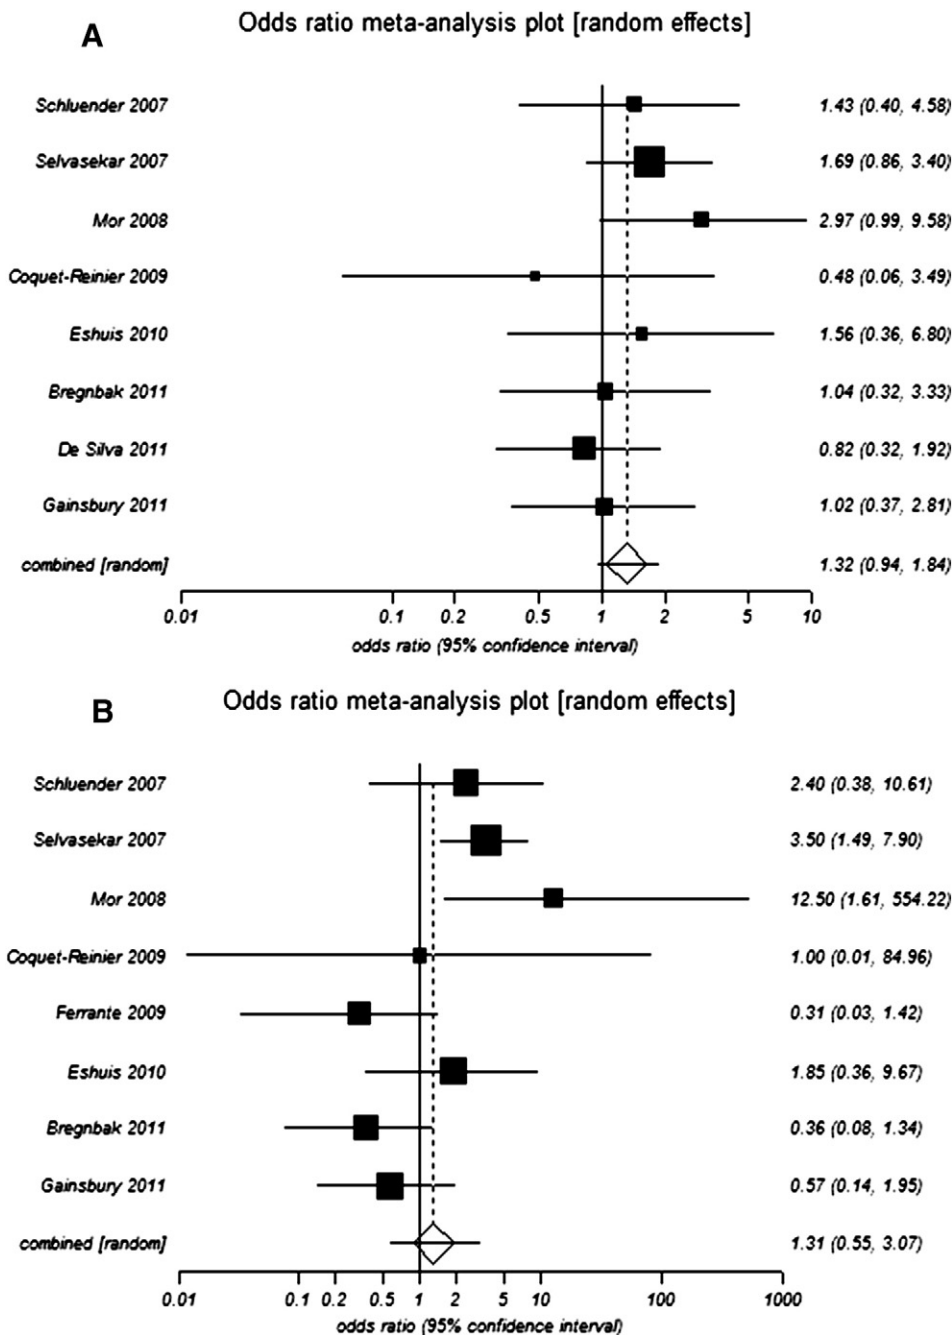 A
Odds ratio meta-analysis plot [random effects]
Schluender 2007 1.43 (0.40, 4.58)
Selvasekar 2007 1.69 (0.86, 3.40)
Mor 2008 2.97 (0.99, 9.58)
Coquet-Reinier 2009 0.48 (0.06, 3.49)
Eshuis 2010 1.56 (0.36, 6.80)
Bregnbak 2011 1.04 (0.32, 3.33)
De Silva 2011 0.82 (0.32, 1.92)
Gainsbury 2011 1.02 (0.37, 2.81)
combined [random] 1.32 (0.94, 1.84)
0.01 0.1 0.2 0.5 1 2 5 10
odds ratio (95% confidence interval)
B
Odds ratio meta-analysis plot [random effects]
Schluender 2007 2.40 (0.38, 10.61)
Selvasekar 2007 3.50 (1.49, 7.90)
Mor 2008 12.50 (1.61, 554.22)
Coquet-Reinier 2009 1.00 (0.01, 84.96)
Ferrante 2009 0.31 (0.03, 1.42)
Eshuis 2010 1.85 (0.36, 9.67)
Bregnbak 2011 0.36 (0.08, 1.34)
Gainsbury 2011 0.57 (0.14, 1.95)
combined [random] 1.31 (0.55, 3.07)
0.01 0.1 0.2 0.5 1 2 5 10 100 1000
odds ratio (95% confidence interval)